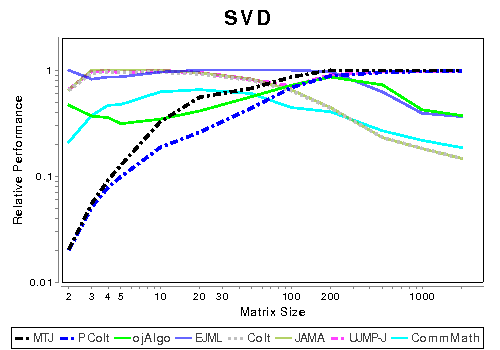 SVD
Relative Performance
1
0.1
0.01
2 3 4 5 10 20 30 100 200 1000
Matrix Size
MTJ PColt ojAlgo EJML Colt JAMA UJMP-J CommMath